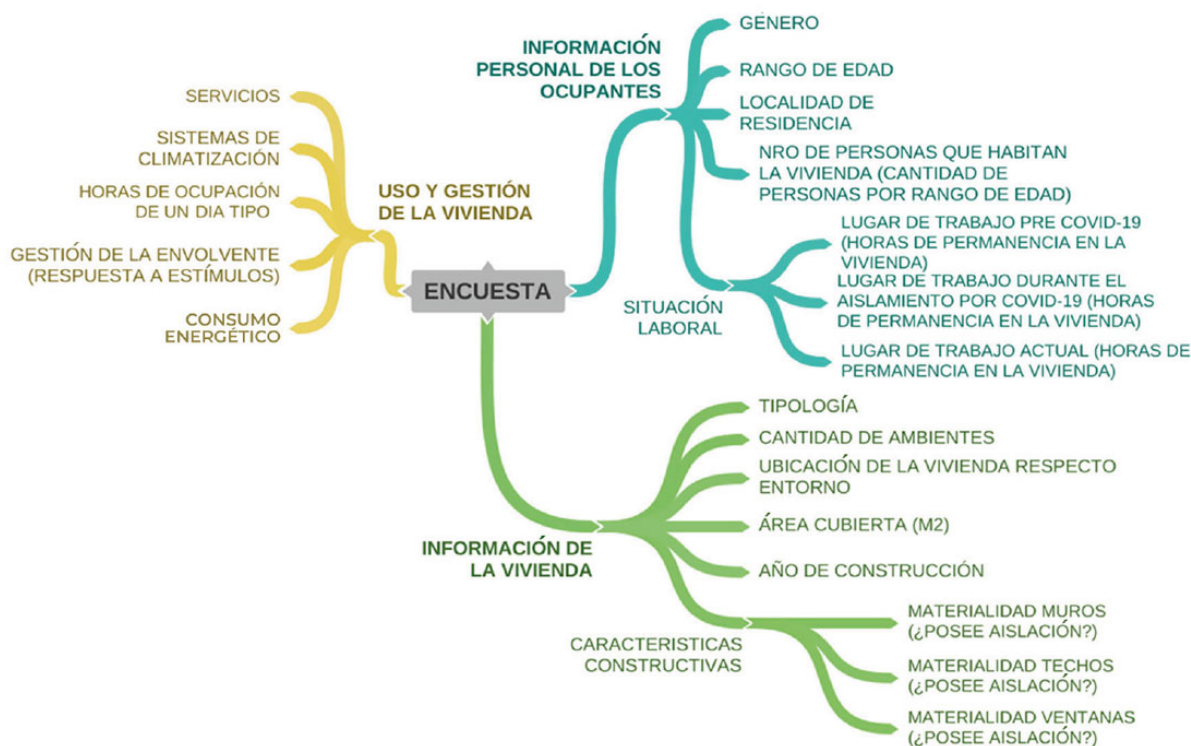 ENCUESTA
INFORMACIÓN
PERSONAL DE LOS
OCUPANTES
GÉNERO
RANGO DE EDAD
LOCALIDAD DE
RESIDENCIA
NRO DE PERSONAS QUE HABITAN
LA VIVIENDA (CANTIDAD DE
PERSONAS POR RANGO DE EDAD)
SITUACIÓN
LABORAL
LUGAR DE TRABAJO PRE COVID-19
(HORAS DE PERMANENCIA EN LA
VIVIENDA)
LUGAR DE TRABAJO DURANTE EL
AISLAMIENTO POR COVID-19 (HORAS
DE PERMANENCIA EN LA VIVIENDA)
LUGAR DE TRABAJO ACTUAL (HORAS DE
PERMANENCIA EN LA VIVIENDA)
USO Y GESTIÓN
DE LA VIVIENDA
SERVICIOS
SISTEMAS DE
CLIMATIZACIÓN
HORAS DE OCUPACIÓN
DE UN DIA TIPO
GESTIÓN DE LA ENVOLVENTE
(RESPUESTA A ESTÍMULOS)
CONSUMO
ENERGÉTICO
INFORMACIÓN DE
LA VIVIENDA
TIPOLOGÍA
CANTIDAD DE AMBIENTES
UBICACIÓN DE LA VIVIENDA RESPECTO
ENTORNO
ÁREA CUBIERTA (M2)
AÑO DE CONSTRUCCIÓN
CARACTERISTICAS
CONSTRUCTIVAS
MATERIALIDAD MUROS
(¿POSEE AISLACIÓN?)
MATERIALIDAD TECHOS
(¿POSEE AISLACIÓN?)
MATERIALIDAD VENTANAS
(¿POSEE AISLACIÓN?)